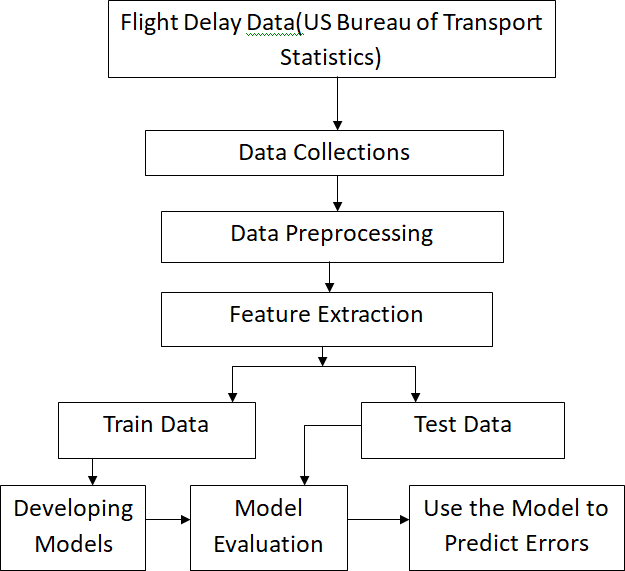 Flight Delay Data(US Bureau of Transport
Statistics)
Data Collections
Data Preprocessing
Feature Extraction
Train Data
Test Data
Developing
Models
Model
Evaluation
Use the Model to
Predict Errors